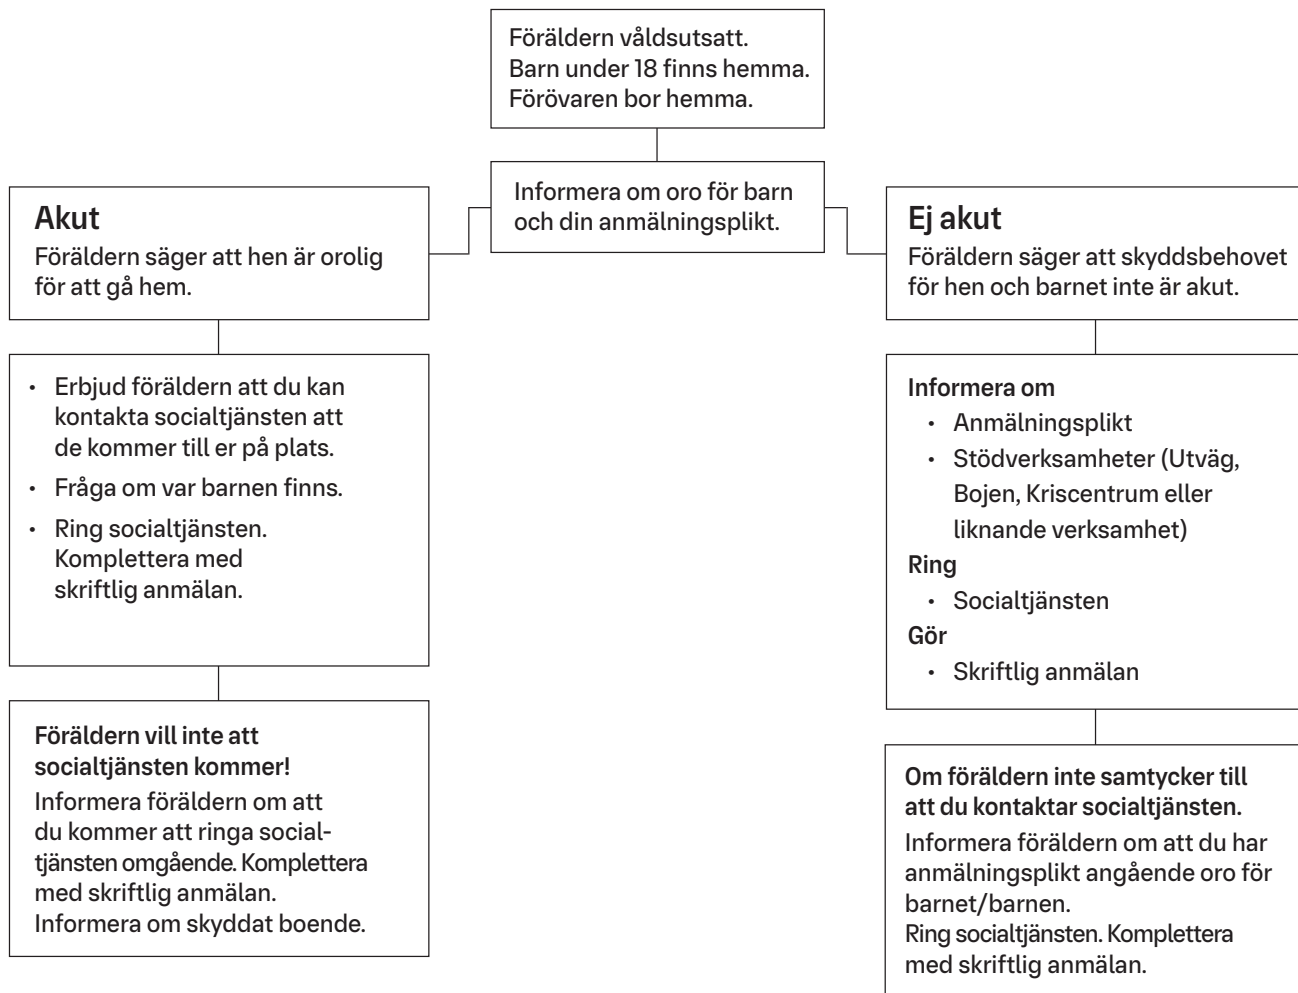 Föräldern våldsutsatt.
Barn under 18 finns hemma.
Förövaren bor hemma.
Informera om oro för barn
och din anmälningsplikt.
Akut
Föräldern säger att hen är orolig
för att gå hem.
• Erbjud föräldern att du kan
kontakta socialtjänsten att
de kommer till er på plats.
• Fråga om var barnen finns.
• Ring socialtjänsten.
Komplettera med
skriftlig anmälan.
Föräldern vill inte att
socialtjänsten kommer!
Informera föräldern om att
du kommer att ringa social-
tjänsten omgående. Komplettera
med skriftlig anmälan.
Informera om skyddat boende.
Ej akut
Föräldern säger att skyddsbehovet
för hen och barnet inte är akut.
Informera om
• Anmälningsplikt
• Stödverksamheter (Utväg,
Bojen, Kriscentrum eller
liknande verksamhet)
Ring
• Socialtjänsten
Gör
• Skriftlig anmälan
Om föräldern inte samtycker till
att du kontaktar socialtjänsten.
Informera föräldern om att du har
anmälningsplikt angående oro för
barnet/barnen.
Ring socialtjänsten. Komplettera
med skriftlig anmälan.